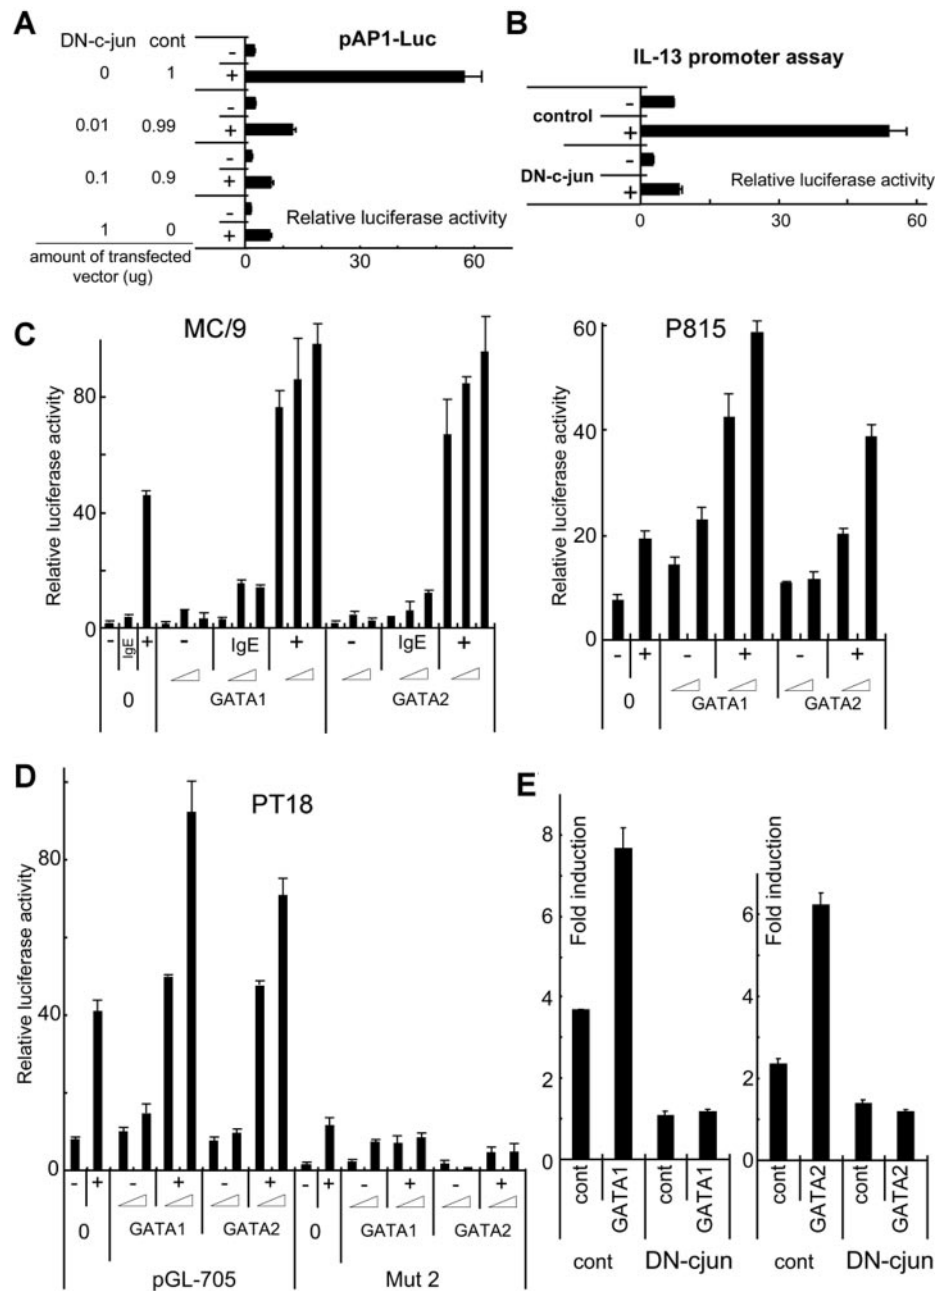 A
DN-c-jun cont pAP1-Luc
-
0 1 +
-
0.01 0.99 +
-
0.1 0.9 +
- Relative luciferase activity
1 0 +
amount of transfected
vector (ug)
0 30 60
B
IL-13 promoter assay
-
control
+
-
DN-c-jun
+ Relative luciferase activity
0 30 60
C
MC/9
Relative luciferase activity
80
40
0
- IgE + - IgE + - IgE +
0 GATA1 GATA2
P815
Relative luciferase activity
60
40
20
0
- + - + - +
0 GATA1 GATA2
D
PT18
Relative luciferase activity
80
40
0
- + - + - + - + - + - +
0 GATA1 GATA2 0 GATA1 GATA2
pGL-705 Mut 2
E
Fold induction
8
6
4
2
0
cont GATA1 cont GATA1
cont DN-cjun
Fold induction
6
4
2
0
cont GATA2 cont GATA2
cont DN-cjun